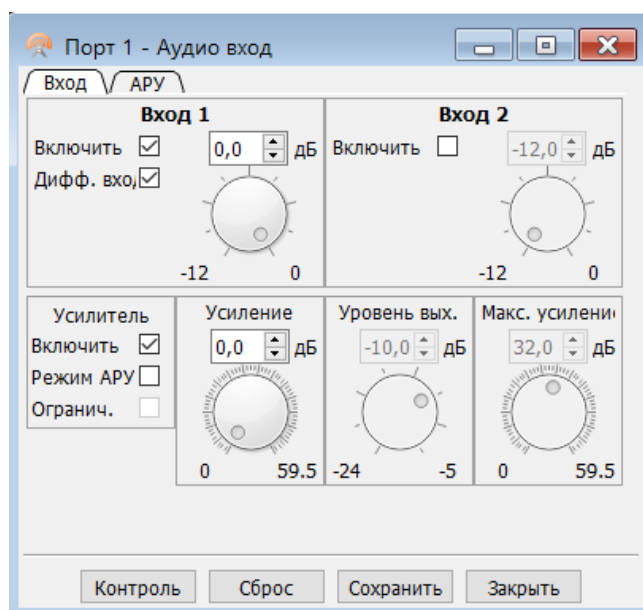 Порт 1 - Аудио вход
Вход АРУ
Вход 1
Включить 0,0 дБ
Дифф. вход
-12 0
Вход 2
Включить -12,0 дБ
-12 0
Усилитель
Включить
Режим АРУ
Огранич.
Усиление
0,0 дБ
0 59.5
Уровень вых.
-10,0 дБ
-24 -5
Макс. усилени
32,0 дБ
0 59.5
Контроль Сброс Сохранить Закрыть